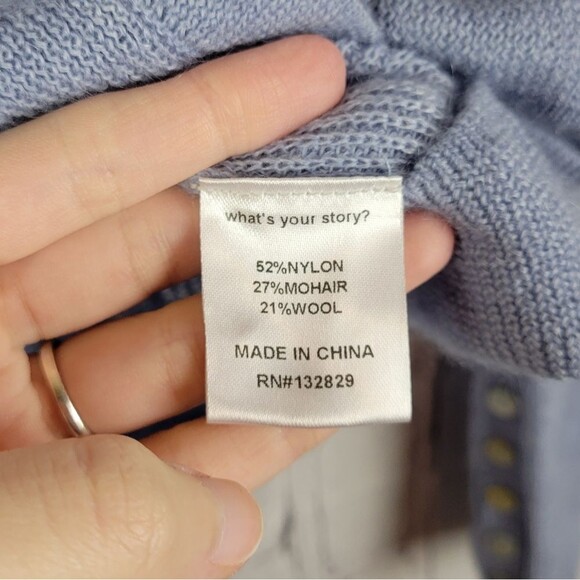 what's your story?
52%NYLON
27%MOHAIR
21%WOOL
MADE IN CHINA
RN#132829